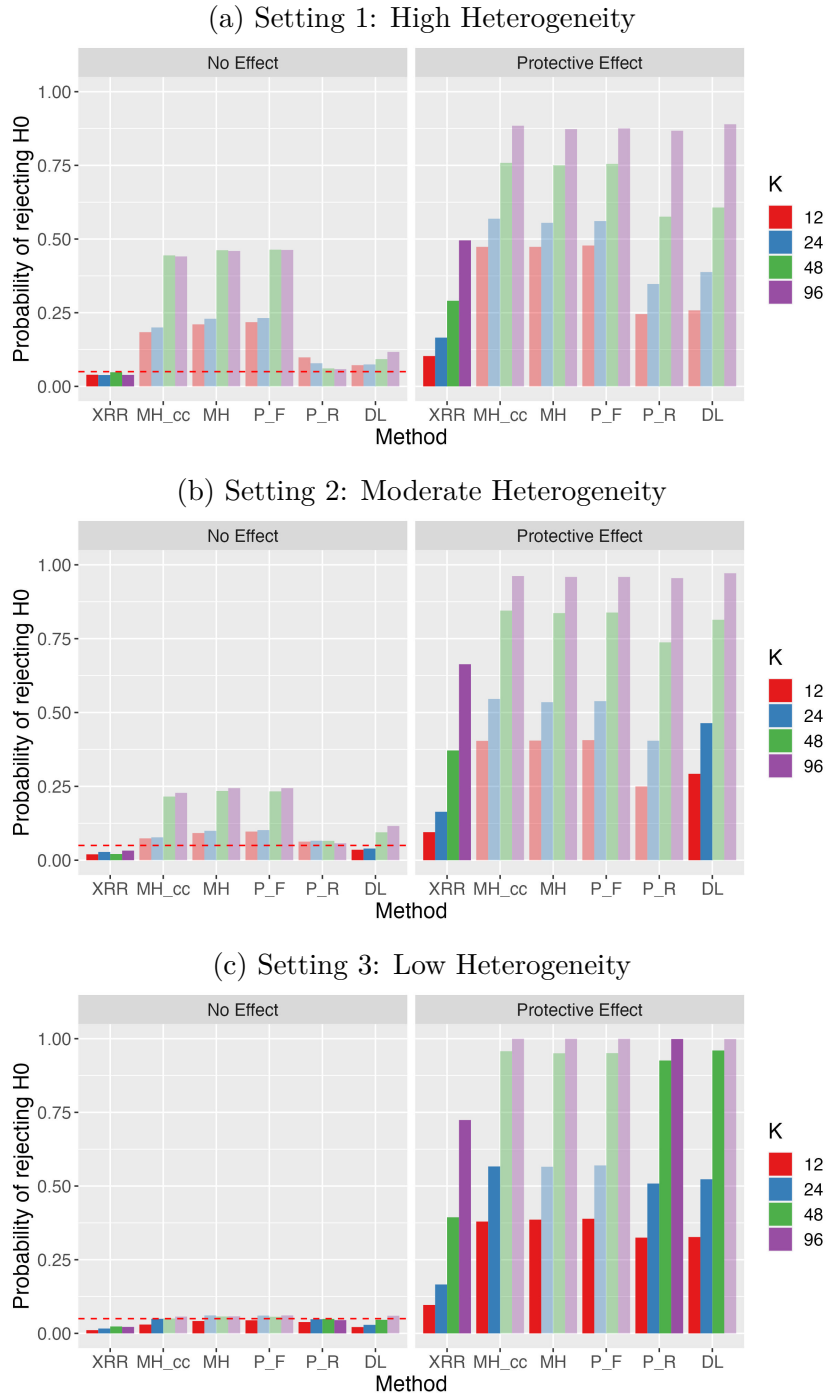 (a) Setting 1: High Heterogeneity
No Effect
Protective Effect
Probability of rejecting H0
1.00
0.75
0.50
0.25
0.00
XRR MH_cc MH P_F P_R DL
XRR MH_cc MH P_F P_R DL
Method
K
12
24
48
96
(b) Setting 2: Moderate Heterogeneity
No Effect
Protective Effect
Probability of rejecting H0
1.00
0.75
0.50
0.25
0.00
XRR MH_cc MH P_F P_R DL
XRR MH_cc MH P_F P_R DL
Method
K
12
24
48
96
(c) Setting 3: Low Heterogeneity
No Effect
Protective Effect
Probability of rejecting H0
1.00
0.75
0.50
0.25
0.00
XRR MH_cc MH P_F P_R DL
XRR MH_cc MH P_F P_R DL
Method
K
12
24
48
96